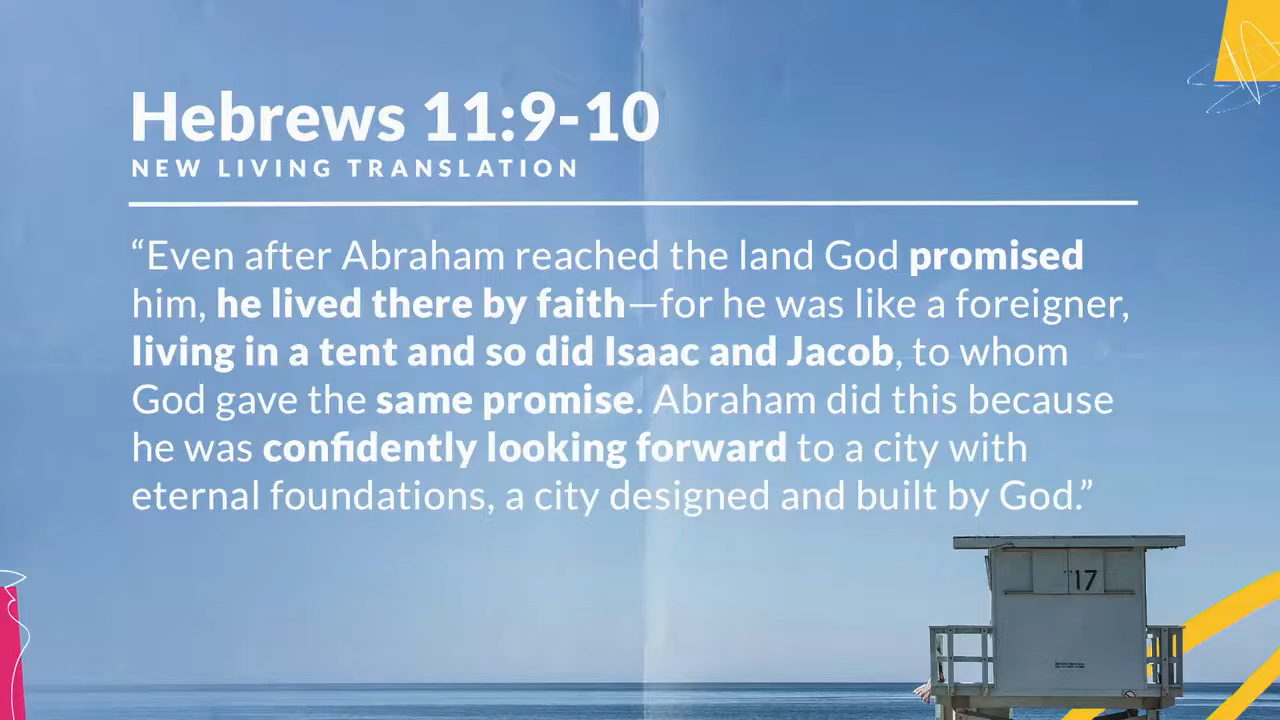 Hebrews 11:9-10
NEW LIVING TRANSLATION
“Even after Abraham reached the land God promised
him, he lived there by faith—for he was like a foreigner,
living in a tent and so did Isaac and Jacob, to whom
God gave the same promise. Abraham did this because
he was confidently looking forward to a city with
eternal foundations, a city designed and built by God.”
17